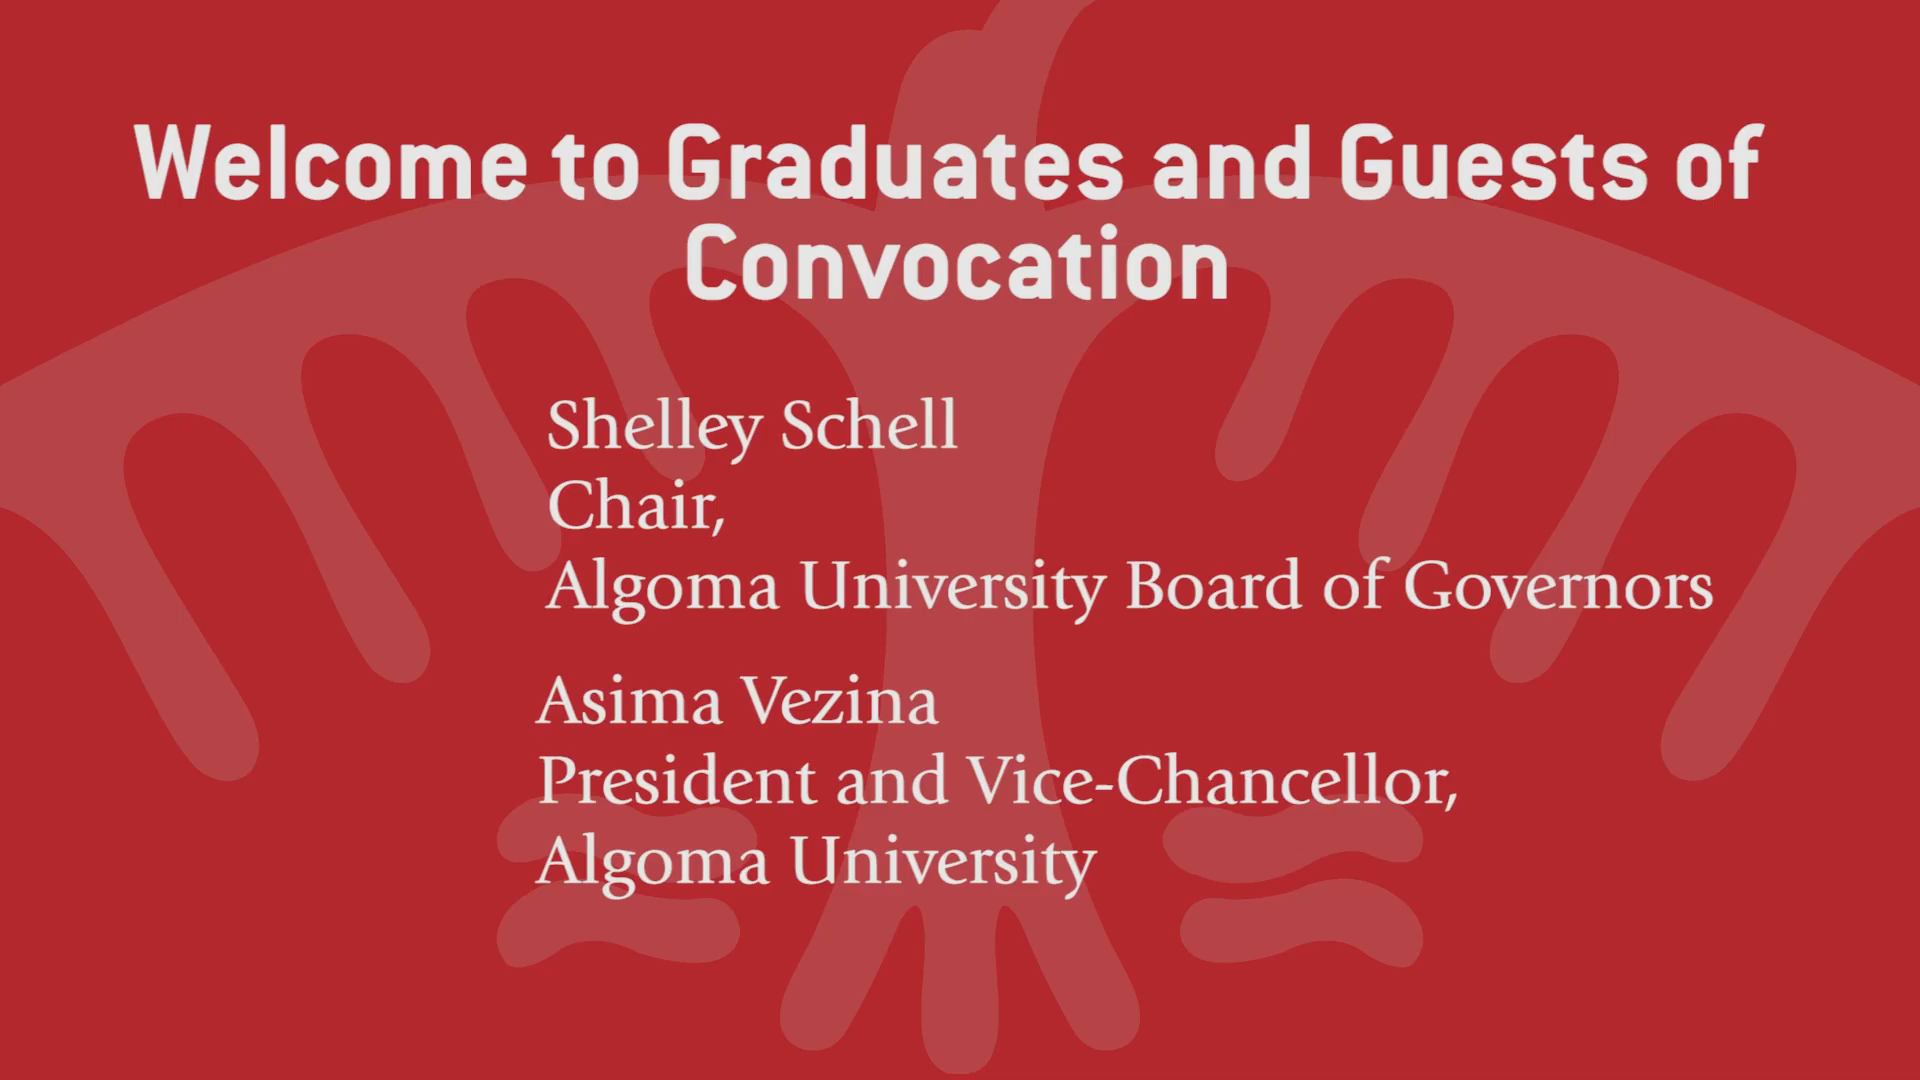 Welcome to Graduates and Guests of
Convocation
Shelley Schell
Chair,
Algoma University Board of Governors
Asima Vezina
President and Vice-Chancellor,
Algoma University